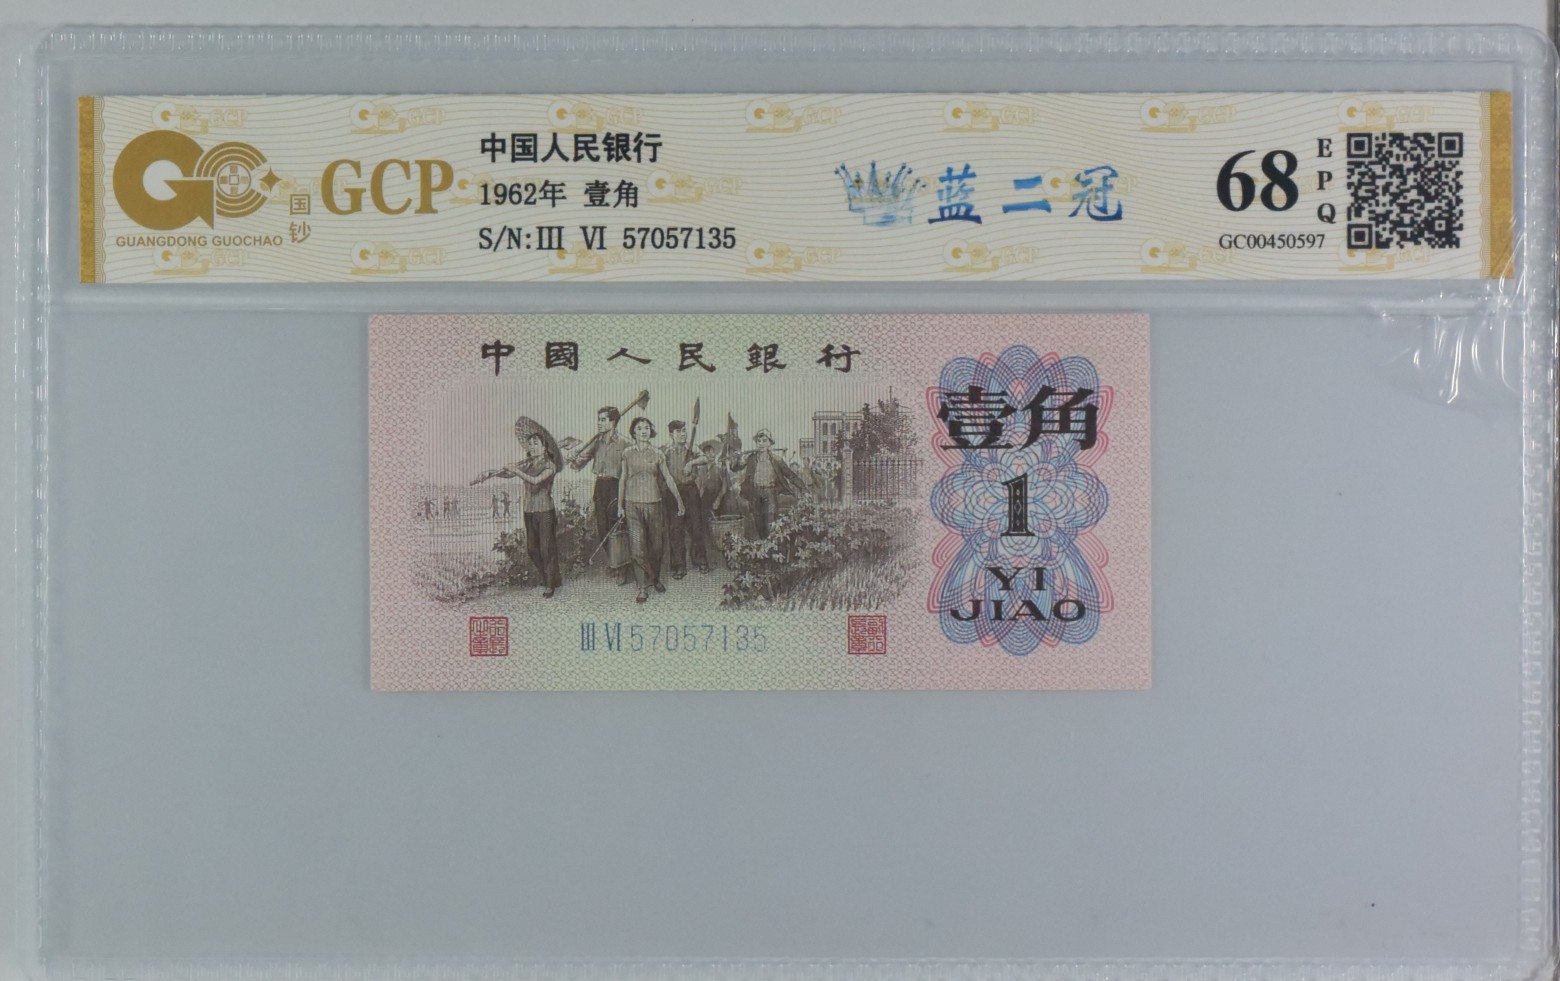 GUANGDONG GUOCHAO
国钞
GCP
中国人民银行
1962年 壹角
S/N:Ⅲ Ⅵ 57057135
蓝二冠
68
EPQ
GC00450597
中國人民銀行
壹角
1
YI
JIAO
Ⅲ Ⅵ 57057135